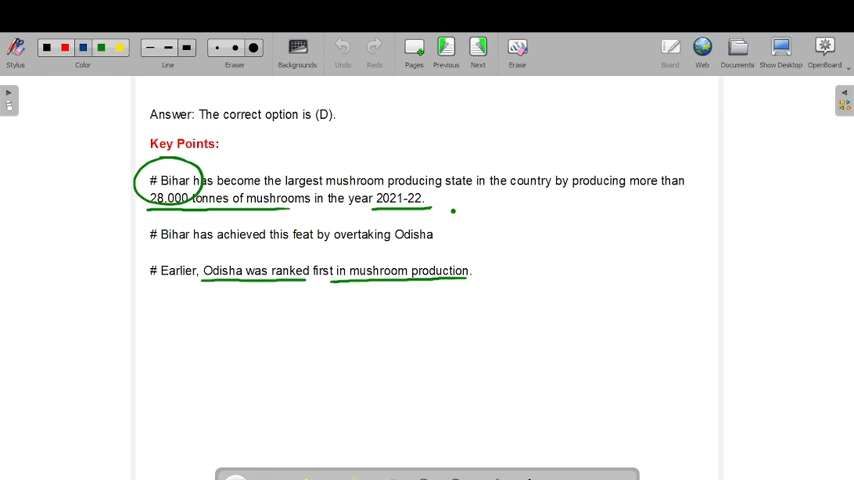 Stylus
Color
Line
Eraser
Backgrounds
Undo
Redo
Pages
Previous
Next
Erase
Board
Web
Documents
Show Desktop
OpenBoard
Answer: The correct option is (D).
Key Points:
# Bihar has become the largest mushroom producing state in the country by producing more than
28,000 tonnes of mushrooms in the year 2021-22.
# Bihar has achieved this feat by overtaking Odisha
# Earlier, Odisha was ranked first in mushroom production.